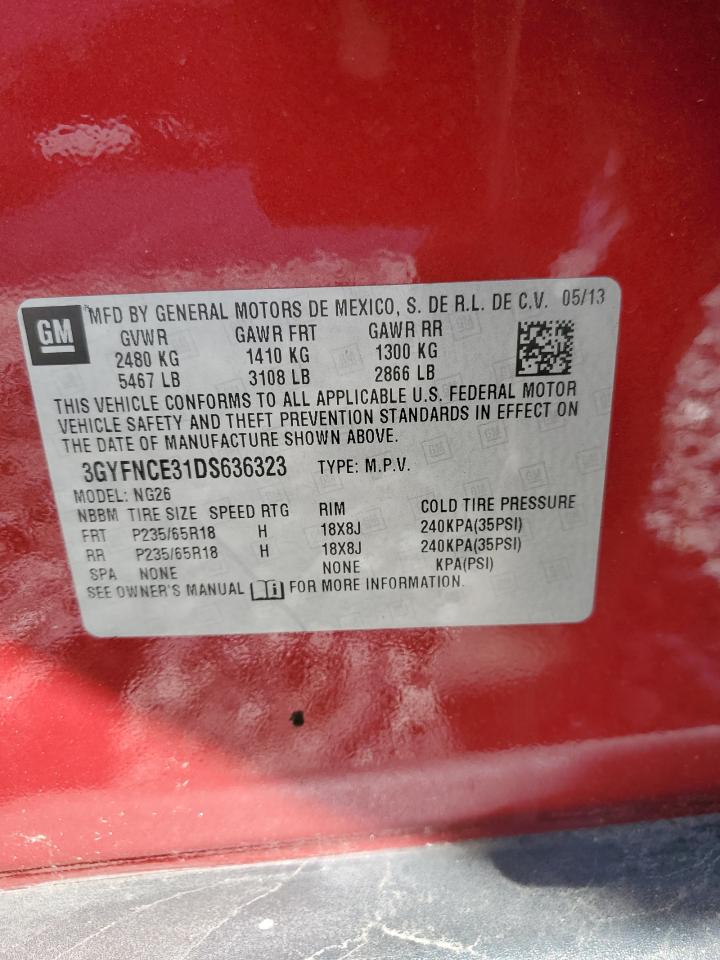 GM
MFD BY GENERAL MOTORS DE MEXICO, S. DE R.L. DE C.V. 05/13
GVWR GAWR FRT GAWR RR
2480 KG 1410 KG 1300 KG
5467 LB 3108 LB 2866 LB
THIS VEHICLE CONFORMS TO ALL APPLICABLE U.S. FEDERAL MOTOR
VEHICLE SAFETY AND THEFT PREVENTION STANDARDS IN EFFECT ON
THE DATE OF MANUFACTURE SHOWN ABOVE.
3GYFNCE31DS636323 TYPE: M.P.V.
MODEL: NG26
NBBM TIRE SIZE SPEED RTG RIM COLD TIRE PRESSURE
FRT P235/65R18 H 18X8J 240KPA(35PSI)
RR P235/65R18 H 18X8J 240KPA(35PSI)
SPA NONE NONE KPA(PSI)
SEE OWNER'S MANUAL i FOR MORE INFORMATION.